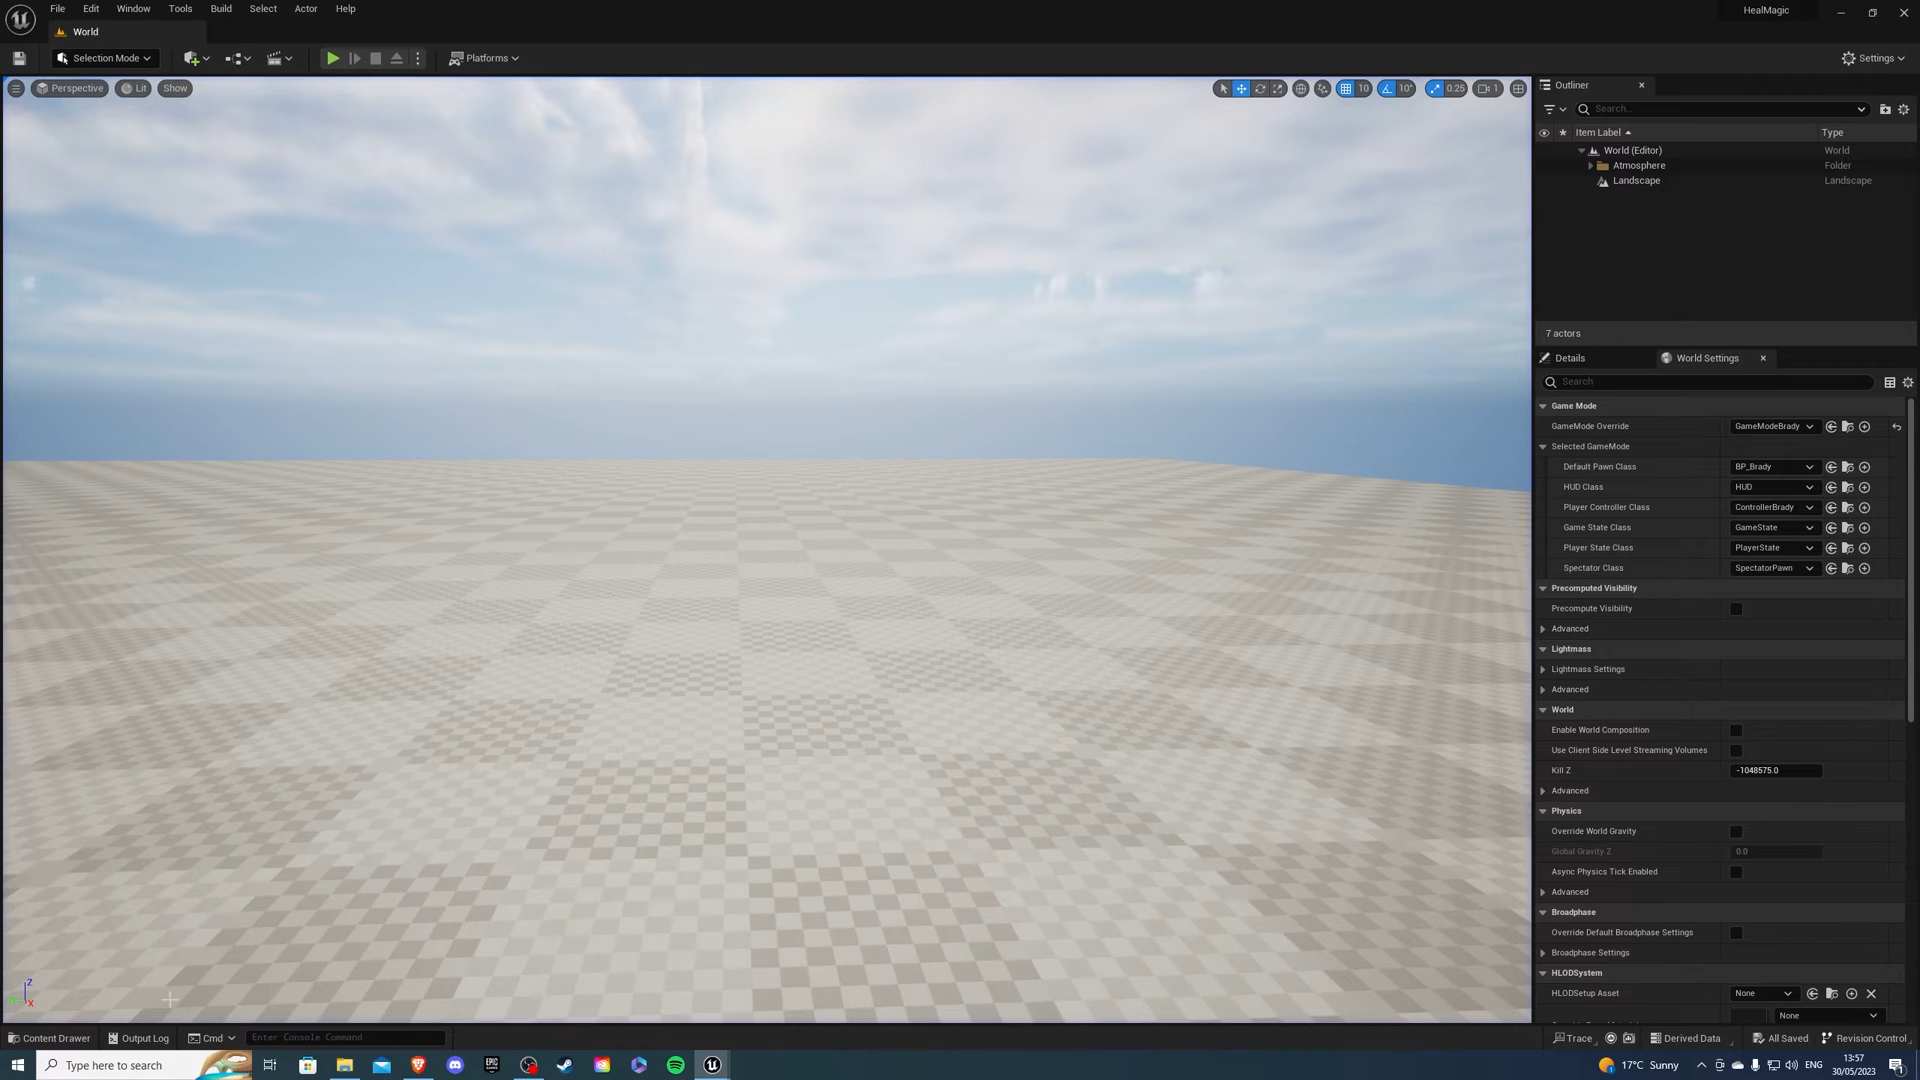 File Edit Window Tools Build Select Actor Help
HealMagic
World
Selection Mode
Platforms
Settings
Perspective Lit Show
10 10° 0.25 1
Outliner
Search...
Item Label Type
World (Editor) World
Atmosphere Folder
Landscape Landscape
7 actors
Details World Settings
Search
Game Mode
GameMode Override GameModeBrady
Selected GameMode
Default Pawn Class BP_Brady
HUD Class HUD
Player Controller Class ControllerBrady
Game State Class GameState
Player State Class PlayerState
Spectator Class SpectatorPawn
Precomputed Visibility
Precompute Visibility
Advanced
Lightmass
Lightmass Settings
Advanced
World
Enable World Composition
Use Client Side Level Streaming Volumes
Kill Z -1048575.0
Advanced
Physics
Override World Gravity
Global Gravity Z 0.0
Async Physics Tick Enabled
Advanced
Broadphase
Override Default Broadphase Settings
Broadphase Settings
HLODSystem
HLODSetup Asset None
None
Z
X
Content Drawer Output Log Cmd Enter Console Command
Trace Derived Data All Saved Revision Control
Type here to search
EPIC
17°C Sunny
ENG
13:57
30/05/2023